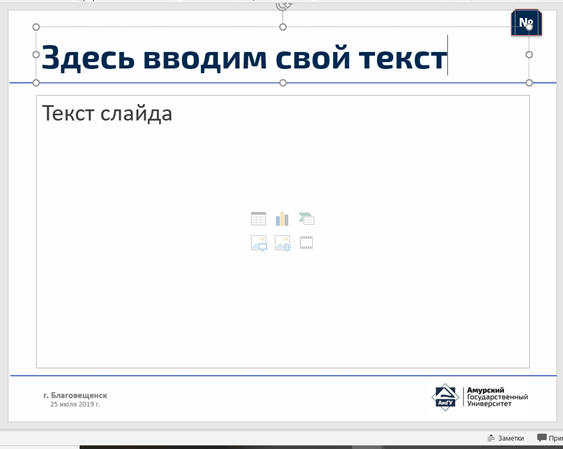 №
Здесь вводим свой текст
Текст слайда
г. Благовещенск
25 июля 2019 г.
АмГУ
Амурский
Государственный
Университет
Заметки